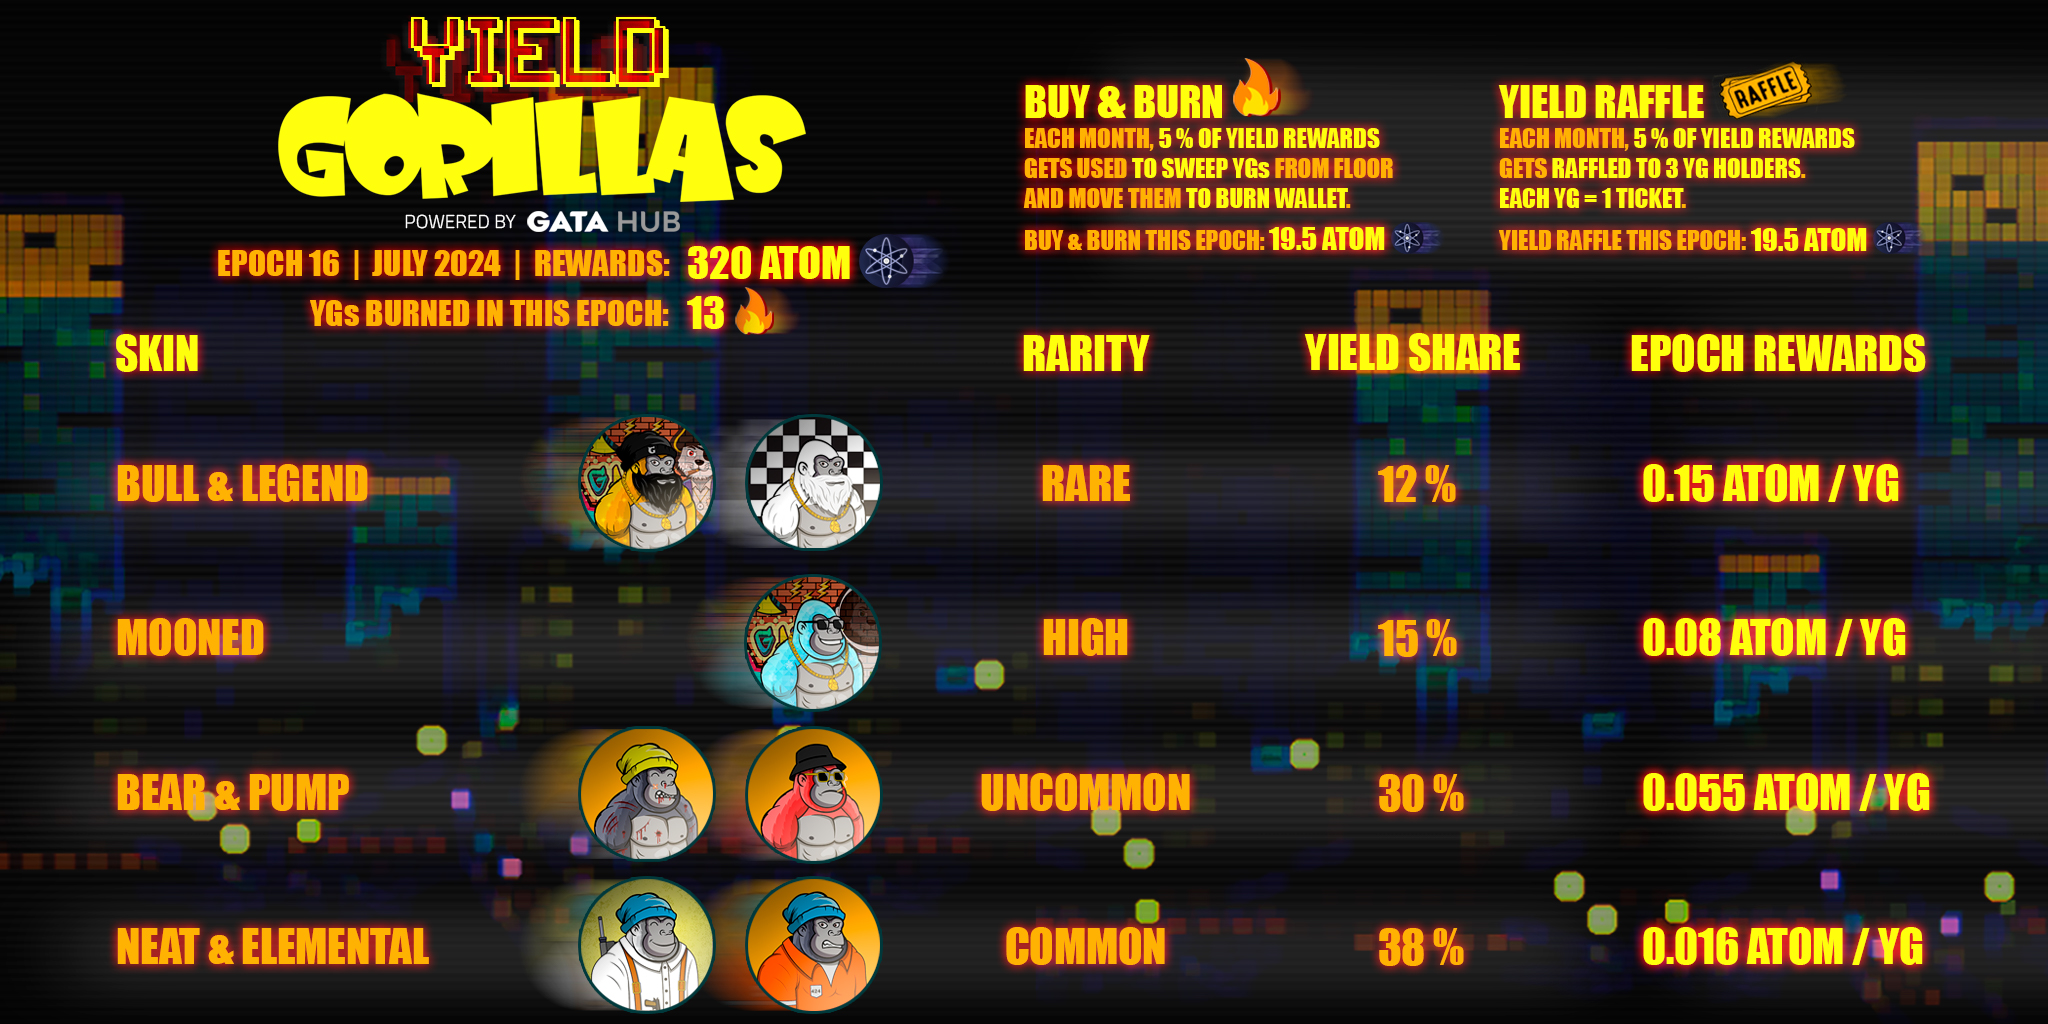 YIELD
GORILLAS
POWERED BY GATA HUB
EPOCH 16 | JULY 2024 | REWARDS: 320 ATOM
YGs BURNED IN THIS EPOCH: 13
BUY & BURN
EACH MONTH, 5 % OF YIELD REWARDS
GETS USED TO SWEEP YGs FROM FLOOR
AND MOVE THEM TO BURN WALLET.
BUY & BURN THIS EPOCH: 19.5 ATOM
YIELD RAFFLE
RAFFLE
EACH MONTH, 5 % OF YIELD REWARDS
GETS RAFFLED TO 3 YG HOLDERS.
EACH YG = 1 TICKET.
YIELD RAFFLE THIS EPOCH: 19.5 ATOM
SKIN RARITY YIELD SHARE EPOCH REWARDS
BULL & LEGEND RARE 12 % 0.15 ATOM / YG
MOONED HIGH 15 % 0.08 ATOM / YG
BEAR & PUMP UNCOMMON 30 % 0.055 ATOM / YG
NEAT & ELEMENTAL COMMON 38 % 0.016 ATOM / YG